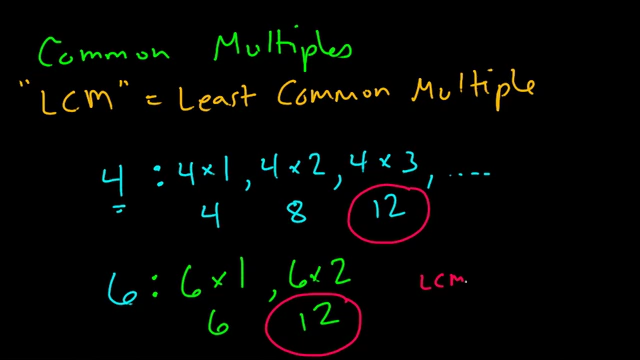 Common Multiples
"LCM" = Least Common Multiple
4 : 4×1, 4×2, 4×3, ....
4 8 12
6 : 6×1, 6×2
6 12
LCM